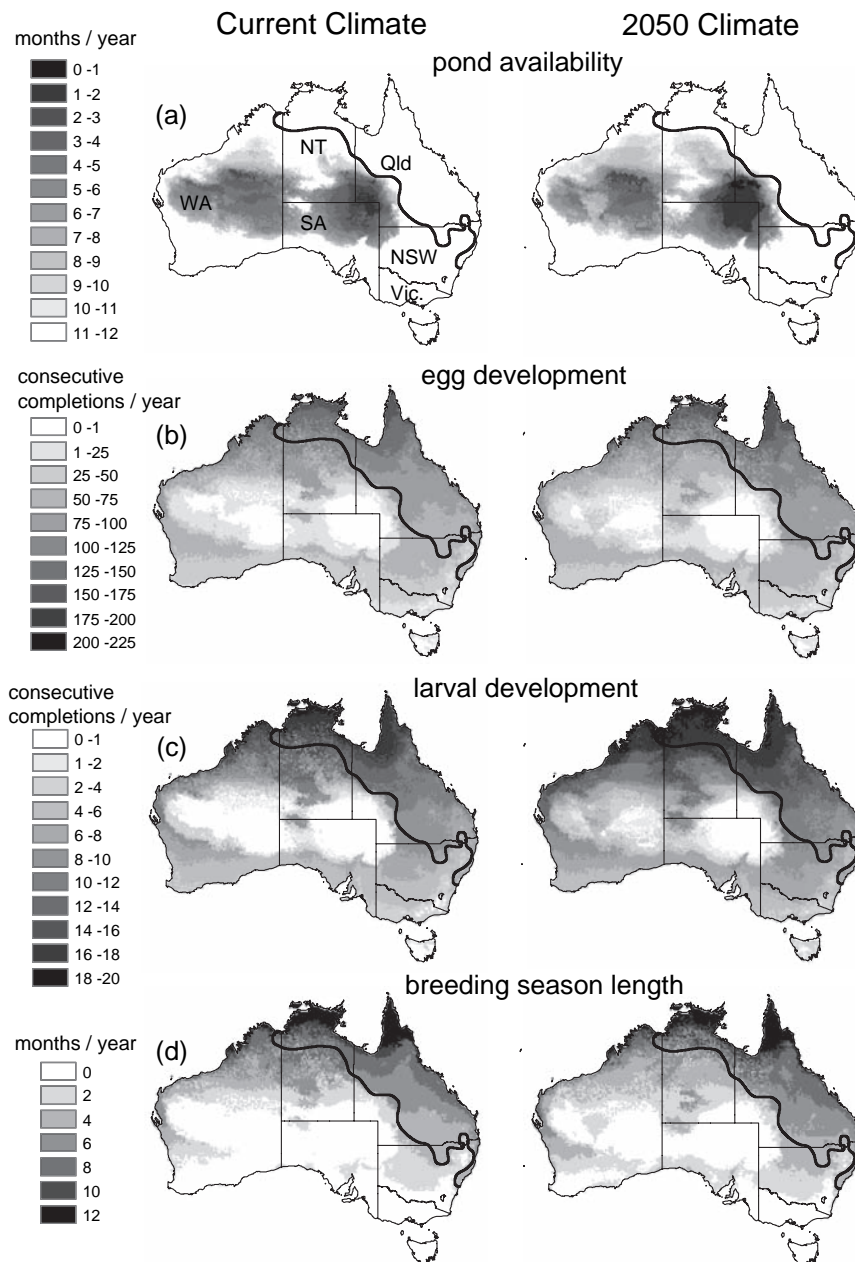 Current Climate
2050 Climate
months / year
pond availability
0 -1
1 -2
2 -3
3 -4
4 -5
5 -6
6 -7
7 -8
8 -9
9 -10
10 -11
11 -12
(a)
NT
Qld
WA
SA
NSW
Vic.
egg development
consecutive
completions / year
0 -1
1 -25
25 -50
50 -75
75 -100
100 -125
125 -150
150 -175
175 -200
200 -225
(b)
larval development
consecutive
completions / year
0 -1
1 -2
2 -4
4 -6
6 -8
8 -10
10 -12
12 -14
14 -16
16 -18
18 -20
(c)
breeding season length
months / year
0
2
4
6
8
10
12
(d)